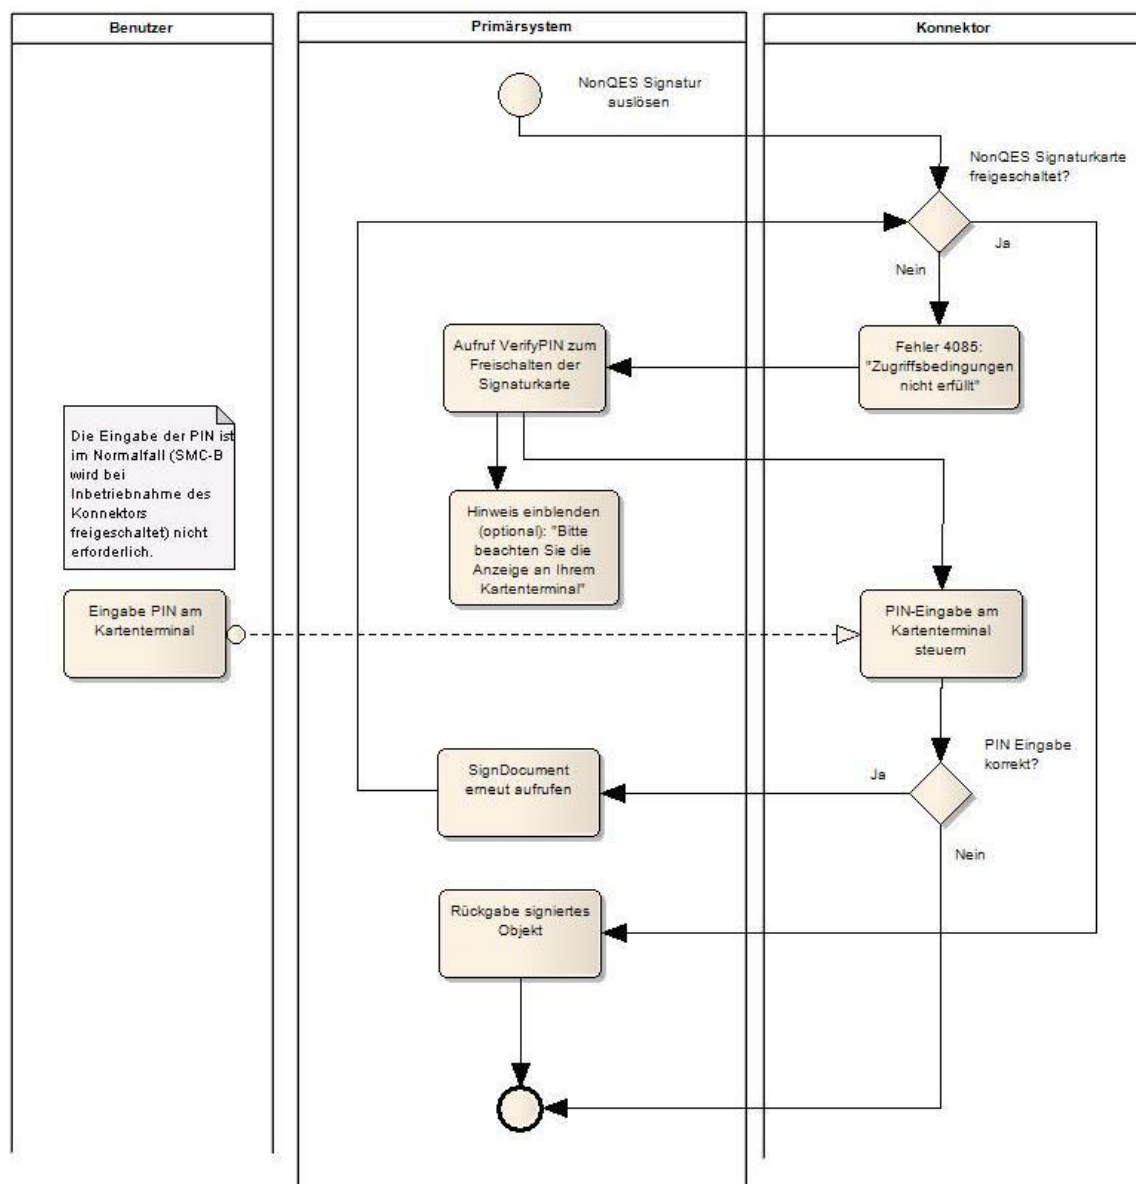 Benutzer
Primärsystem
Konnektor
NonQES Signatur
auslösen
NonQES Signaturkarte
freigeschaltet?
Ja
Nein
Aufruf VerifyPIN zum
Freischalten der
Signaturkarte
Fehler 4085:
"Zugriffsbedingungen
nicht erfüllt"
Die Eingabe der PIN ist
im Normalfall (SMC-B
wird bei
Inbetriebnahme des
Konnektors
freigeschaltet) nicht
erforderlich.
Hinweis einblenden
(optional): "Bitte
beachten Sie die
Anzeige an Ihrem
Kartenterminal"
Eingabe PIN am
Kartenterminal
PIN-Eingabe am
Kartenterminal
steuern
PIN Eingabe
korrekt?
Ja
SignDocument
erneut aufrufen
Nein
Rückgabe signiertes
Objekt